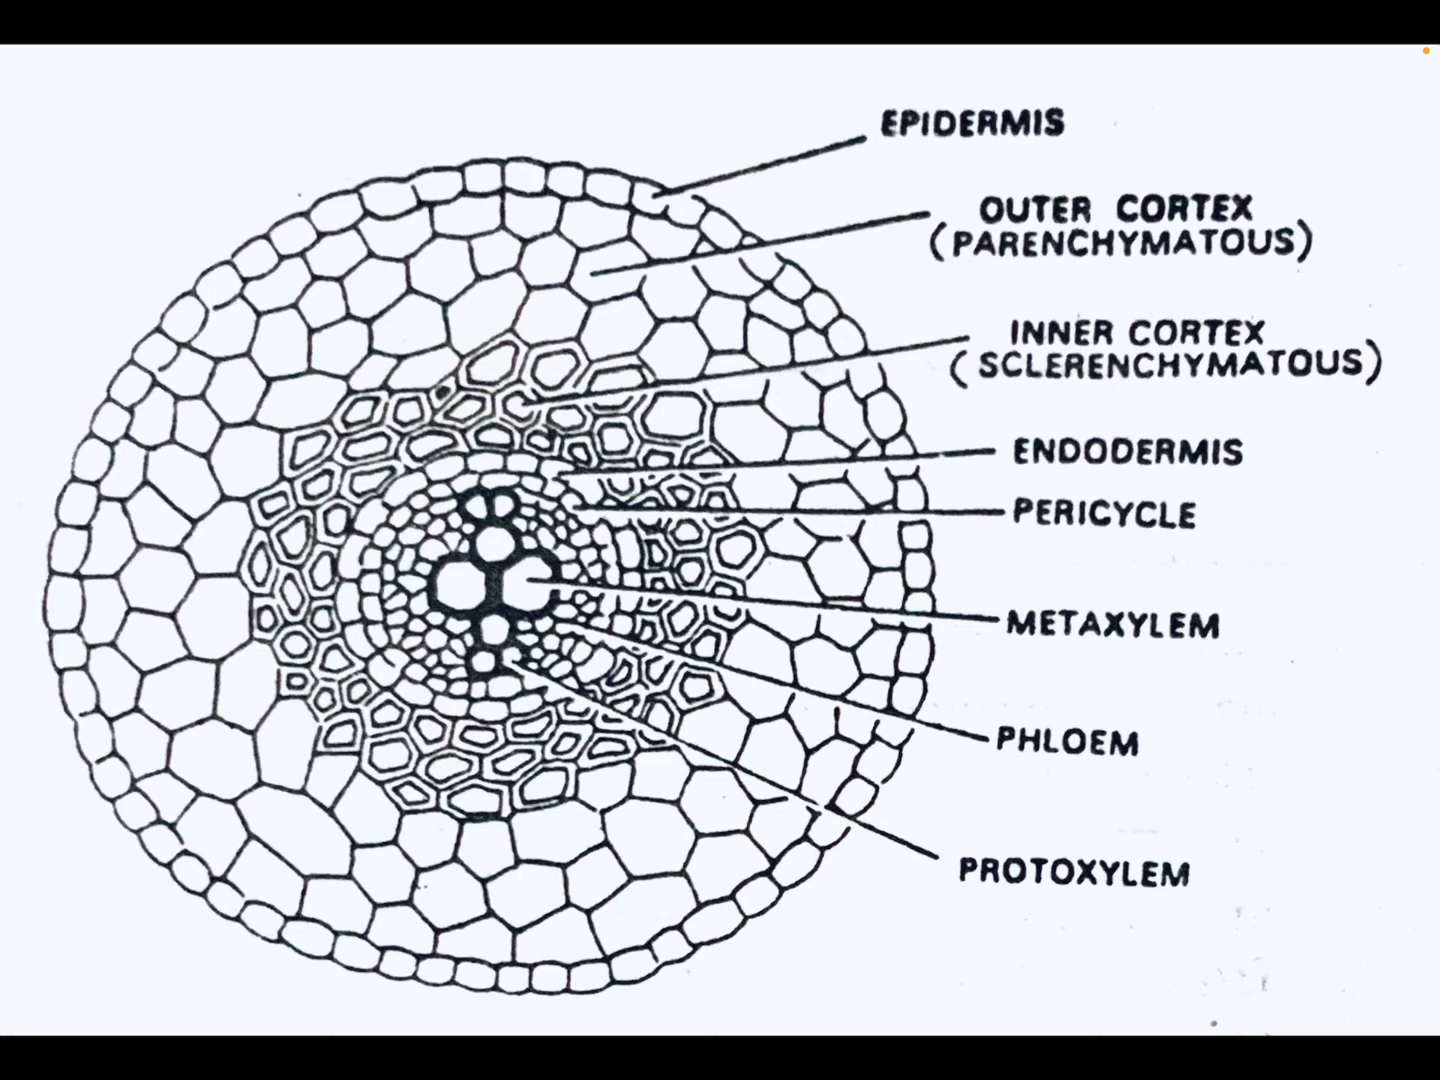 EPIDERMIS
OUTER CORTEX
(PARENCHYMATOUS)
INNER CORTEX
(SCLERENCHYMATOUS)
ENDODERMIS
PERICYCLE
METAXYLEM
PHLOEM
PROTOXYLEM